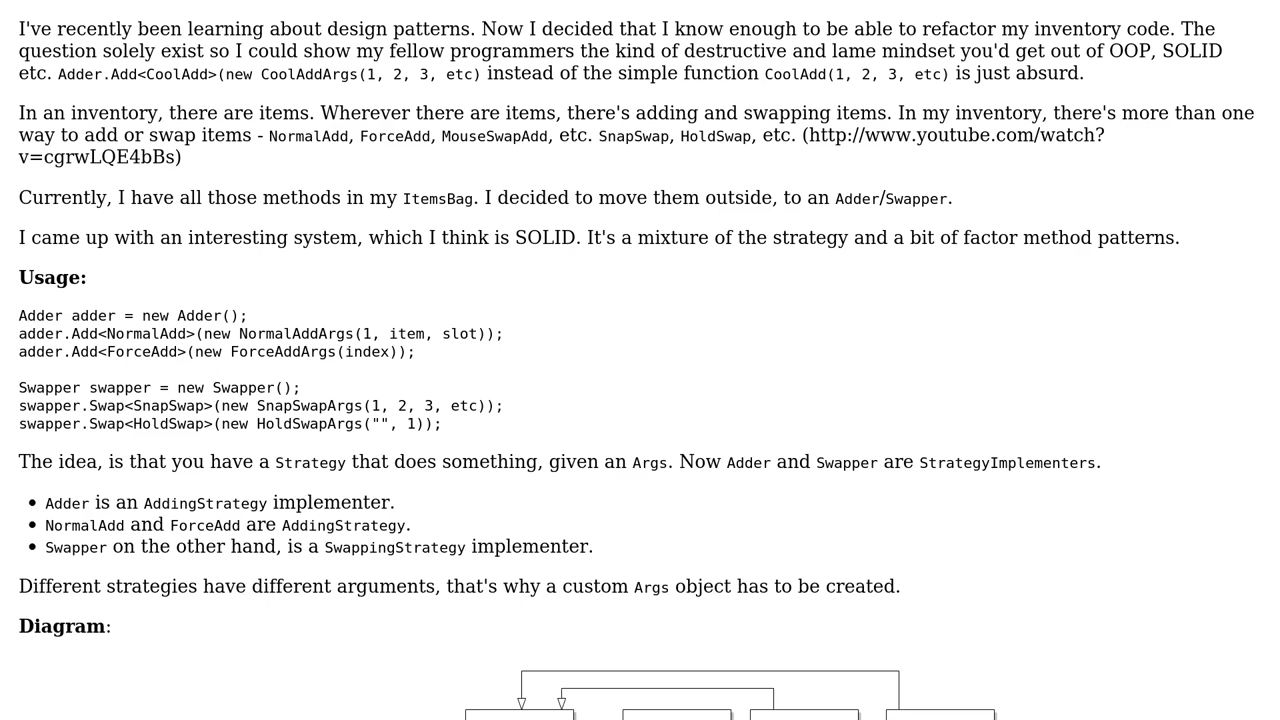 I've recently been learning about design patterns. Now I decided that I know enough to be able to refactor my inventory code. The
question solely exist so I could show my fellow programmers the kind of destructive and lame mindset you'd get out of OOP, SOLID
etc. Adder.Add<CoolAdd>(new CoolAddArgs(1, 2, 3, etc) instead of the simple function CoolAdd(1, 2, 3, etc) is just absurd.
In an inventory, there are items. Wherever there are items, there's adding and swapping items. In my inventory, there's more than one
way to add or swap items - NormalAdd, ForceAdd, MouseSwapAdd, etc. SnapSwap, HoldSwap, etc. (http://www.youtube.com/watch?
v=cgrwLQE4bBs)
Currently, I have all those methods in my ItemsBag. I decided to move them outside, to an Adder/Swapper.
I came up with an interesting system, which I think is SOLID. It's a mixture of the strategy and a bit of factor method patterns.
Usage:
Adder adder = new Adder();
adder.Add<NormalAdd>(new NormalAddArgs(1, item, slot));
adder.Add<ForceAdd>(new ForceAddArgs(index));
Swapper swapper = new Swapper();
swapper.Swap<SnapSwap>(new SnapSwapArgs(1, 2, 3, etc));
swapper.Swap<HoldSwap>(new HoldSwapArgs("", 1));
The idea, is that you have a Strategy that does something, given an Args. Now Adder and Swapper are StrategyImplementers.
• Adder is an AddingStrategy implementer.
• NormalAdd and ForceAdd are AddingStrategy.
• Swapper on the other hand, is a SwappingStrategy implementer.
Different strategies have different arguments, that's why a custom Args object has to be created.
Diagram: